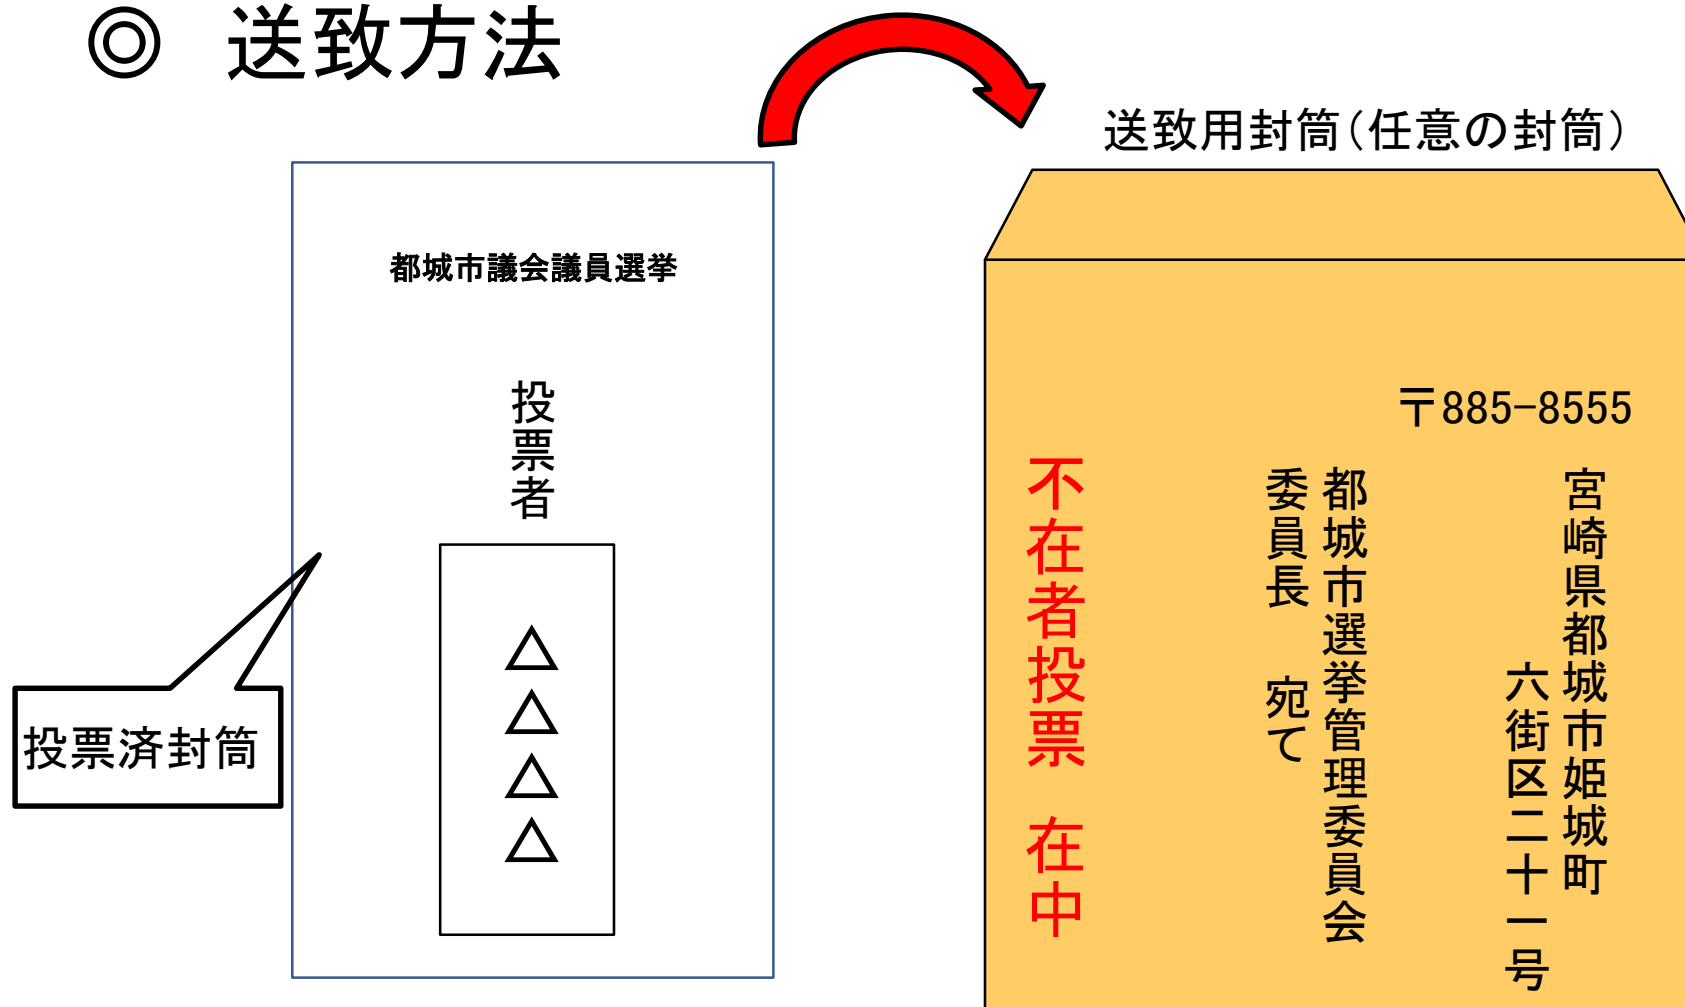 ◎ 送致方法
都城市議会議員選挙
投票者
△△△△
投票済封筒
送致用封筒(任意の封筒)
〒885-8555
宮崎県都城市姫城町
六街区二十一号
都城市選挙管理委員会
委員長 宛て
不在者投票 在中